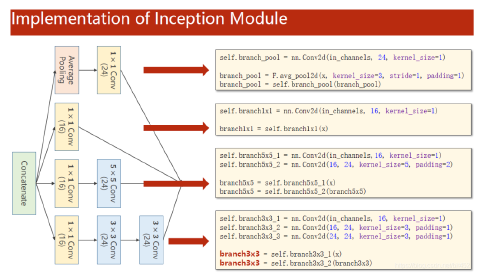 Implementation of Inception Module
Average
Pooling
1×1 Conv
(24)
self.branch_pool = nn.Conv2d(in_channels, 24, kernel_size=1)
branch_pool = F.avg_pool2d(x, kernel_size=3, stride=1, padding=1)
branch_pool = self.branch_pool(branch_pool)
1×1 Conv
(16)
self.branch1x1 = nn.Conv2d(in_channels, 16, kernel_size=1)
branch1x1 = self.branch1x1(x)
Concatenate
1×1 Conv
(16)
5×5 Conv
(24)
self.branch5x5_1 = nn.Conv2d(in_channels,16, kernel_size=1)
self.branch5x5_2 = nn.Conv2d(16, 24, kernel_size=5, padding=2)
branch5x5 = self.branch5x5_1(x)
branch5x5 = self.branch5x5_2(branch5x5)
1×1 Conv
(16)
3×3 Conv
(24)
3×3 Conv
(24)
self.branch3x3_1 = nn.Conv2d(in_channels, 16, kernel_size=1)
self.branch3x3_2 = nn.Conv2d(16, 24, kernel_size=3, padding=1)
self.branch3x3_3 = nn.Conv2d(24, 24, kernel_size=3, padding=1)
branch3x3 = self.branch3x3_1(x)
branch3x3 = self.branch3x3_2(branch3x3)